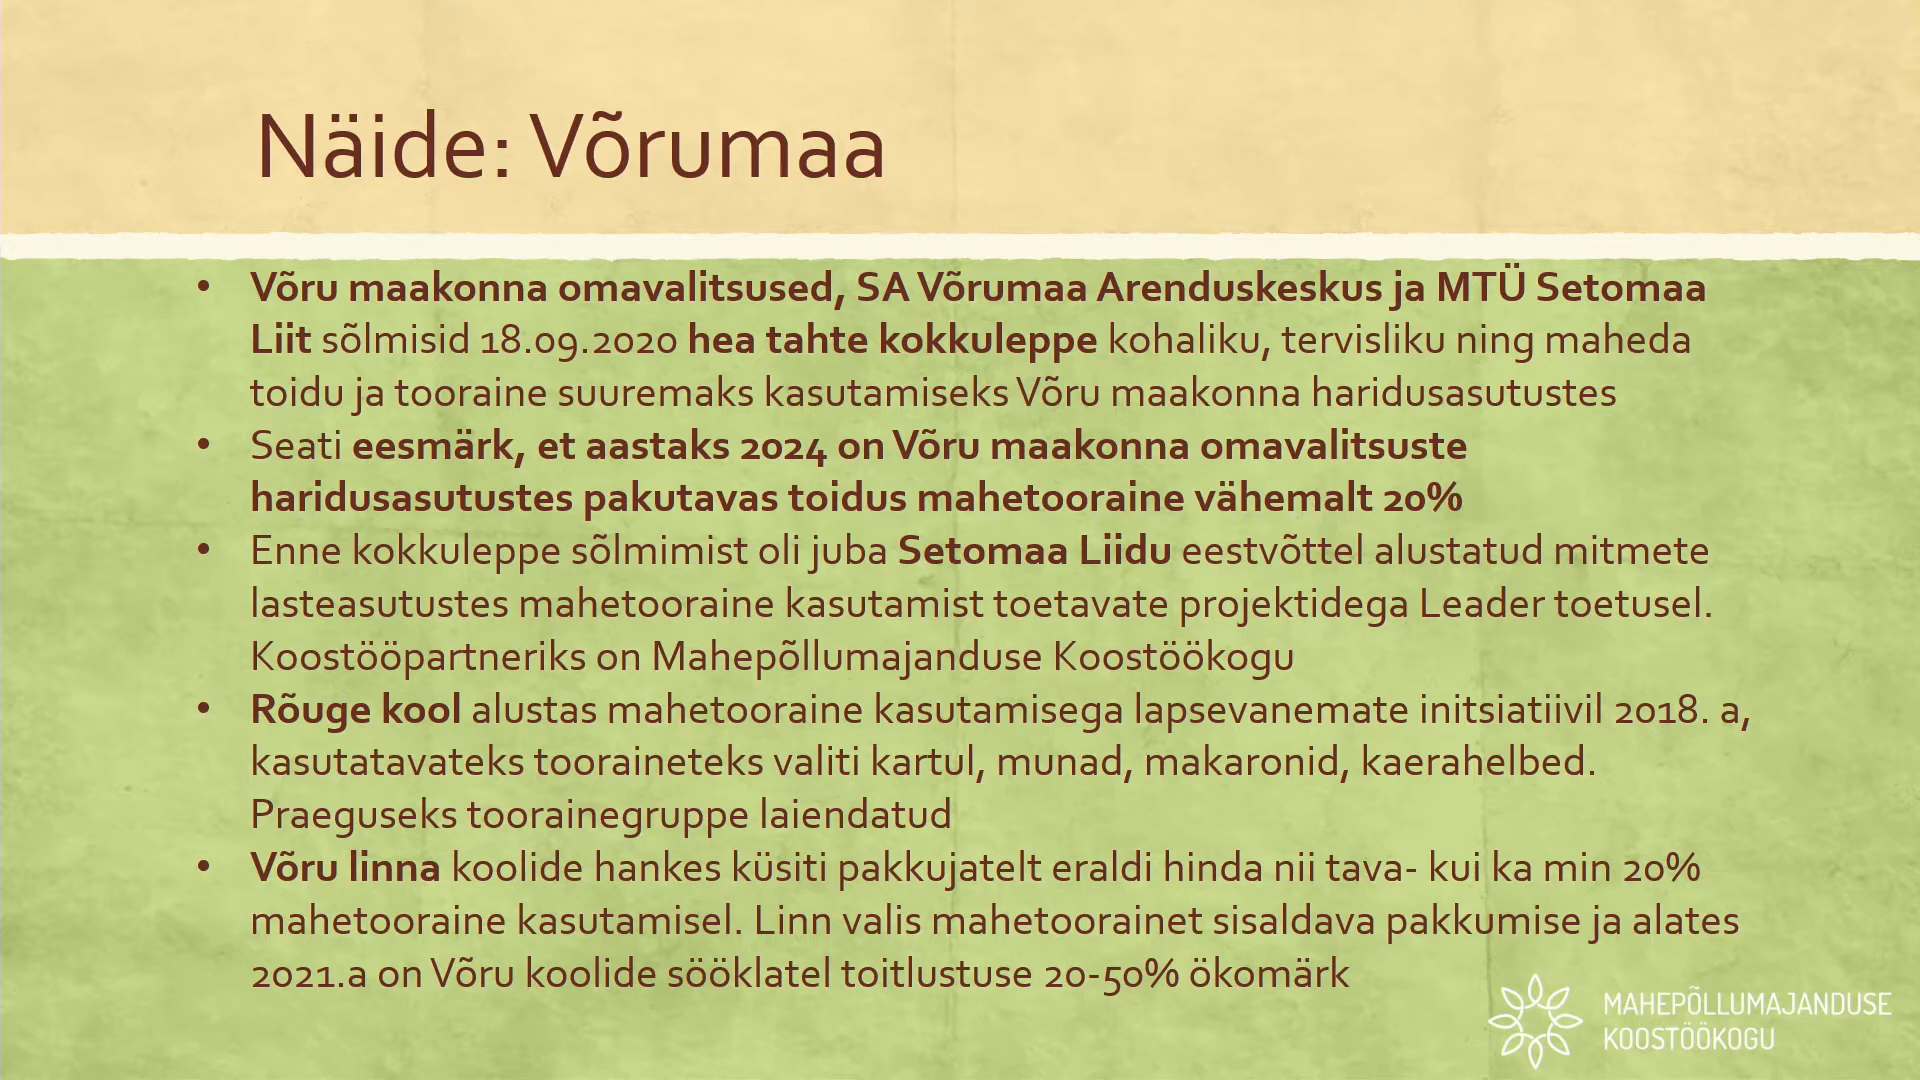 Näide: Võrumaa
• Võru maakonna omavalitsused, SA Võrumaa Arenduskeskus ja MTÜ Setomaa
Liit sõlmisid 18.09.2020 hea tahte kokkuleppe kohaliku, tervisliku ning maheda
toidu ja tooraine suuremaks kasutamiseks Võru maakonna haridusasutustes
• Seati eesmärk, et aastaks 2024 on Võru maakonna omavalitsuste
haridusasutustes pakutavas toidus mahetooraine vähemalt 20%
• Enne kokkuleppe sõlmimist oli juba Setomaa Liidu eestvõttel alustatud mitmete
lasteasutustes mahetooraine kasutamist toetavate projektidega Leader toetusel.
Koostööpartneriks on Mahepõllumajanduse Koostöökogu
• Rõuge kool alustas mahetooraine kasutamisega lapsevanemate initsiatiivil 2018. a,
kasutatavateks tooraineteks valiti kartul, munad, makaronid, kaerahelbed.
Praeguseks toorainegruppe laiendatud
• Võru linna koolide hankes küsiti pakkujatelt eraldi hinda nii tava- kui ka min 20%
mahetooraine kasutamisel. Linn valis mahetoorainet sisaldava pakkumise ja alates
2021.a on Võru koolide sööklatel toitlustuse 20-50% ökomärk
MAHEPÕLLUMAJANDUSE
KOOSTÖÖKOGU